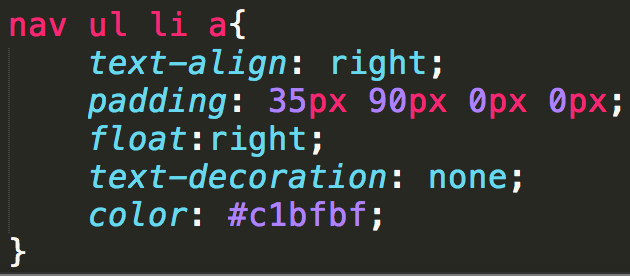 nav ul li a{
text-align: right;
padding: 35px 90px 0px 0px;
float:right;
text-decoration: none;
color: #c1bfbf;
}